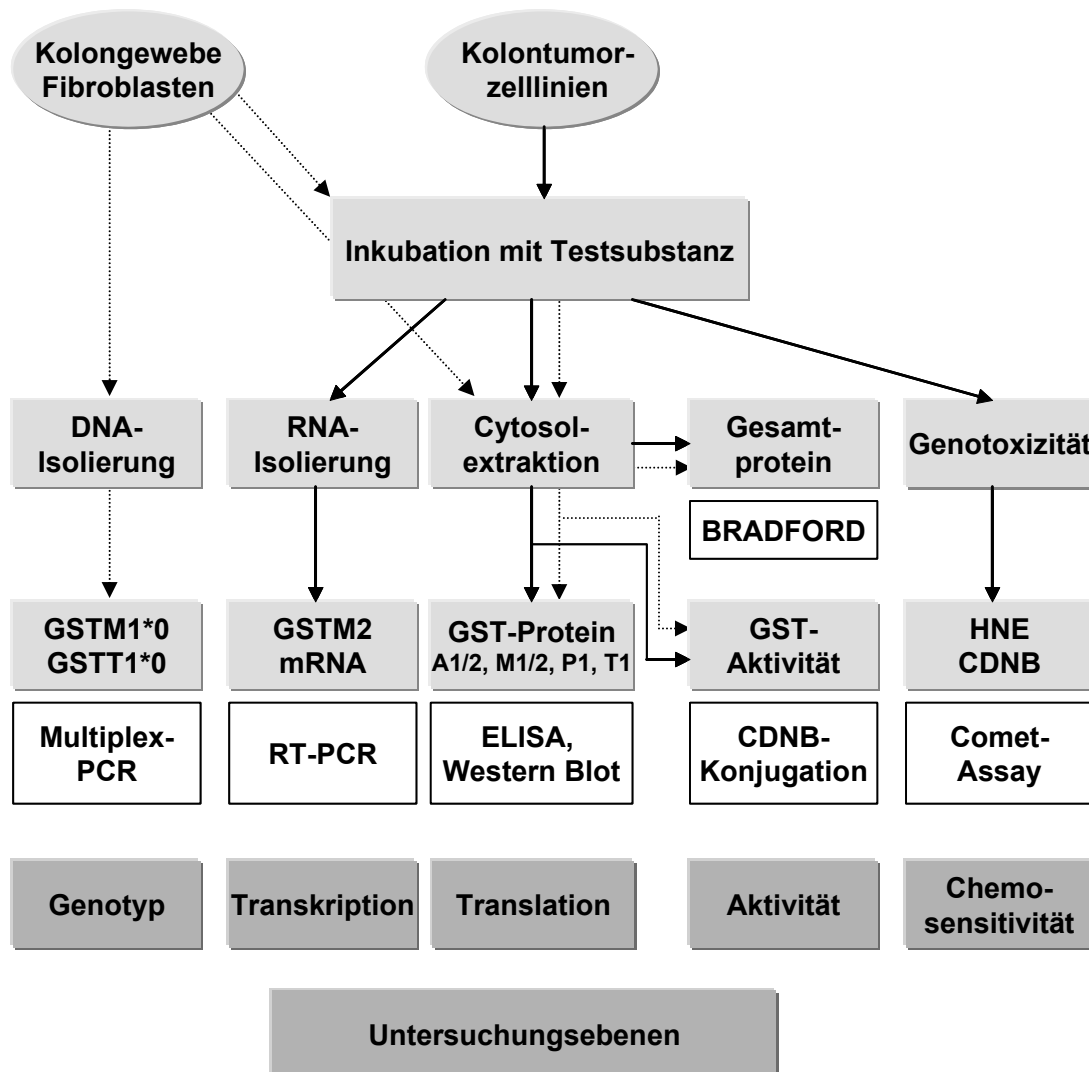 Kolongewebe
Fibroblasten
Kolontumor-
zelllinien
Inkubation mit Testsubstanz
DNA-
Isolierung
RNA-
Isolierung
Cytosol-
extraktion
Gesamt-
protein
Genotoxizität
BRADFORD
GSTM1*0
GSTT1*0
GSTM2
mRNA
GST-Protein
A1/2, M1/2, P1, T1
GST-
Aktivität
HNE
CDNB
Multiplex-
PCR
RT-PCR
ELISA,
Western Blot
CDNB-
Konjugation
Comet-
Assay
Genotyp
Transkription
Translation
Aktivität
Chemo-
sensitivität
Untersuchungsebenen